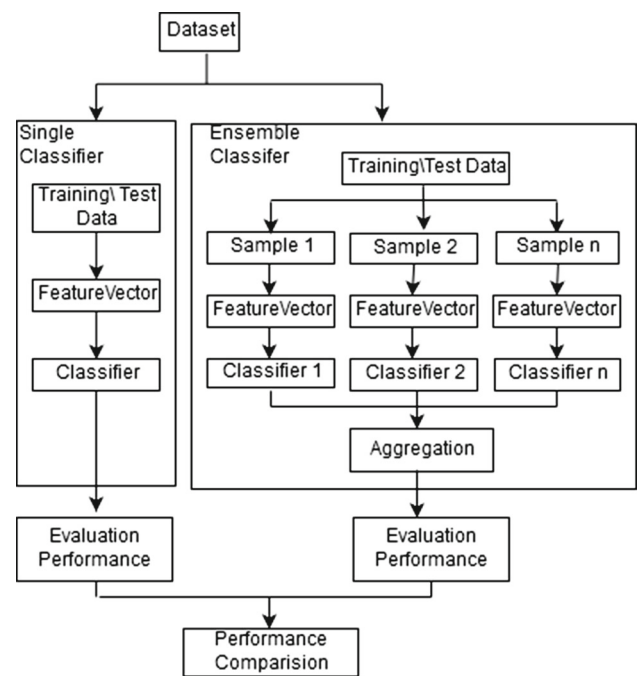 Dataset
Single
Classifier
Training\ Test
Data
FeatureVector
Classifier
Ensemble
Classifer
Training\Test Data
Sample 1
Sample 2
Sample n
FeatureVector
FeatureVector
FeatureVector
Classifier 1
Classifier 2
Classifier n
Aggregation
Evaluation
Performance
Evaluation
Performance
Performance
Comparision